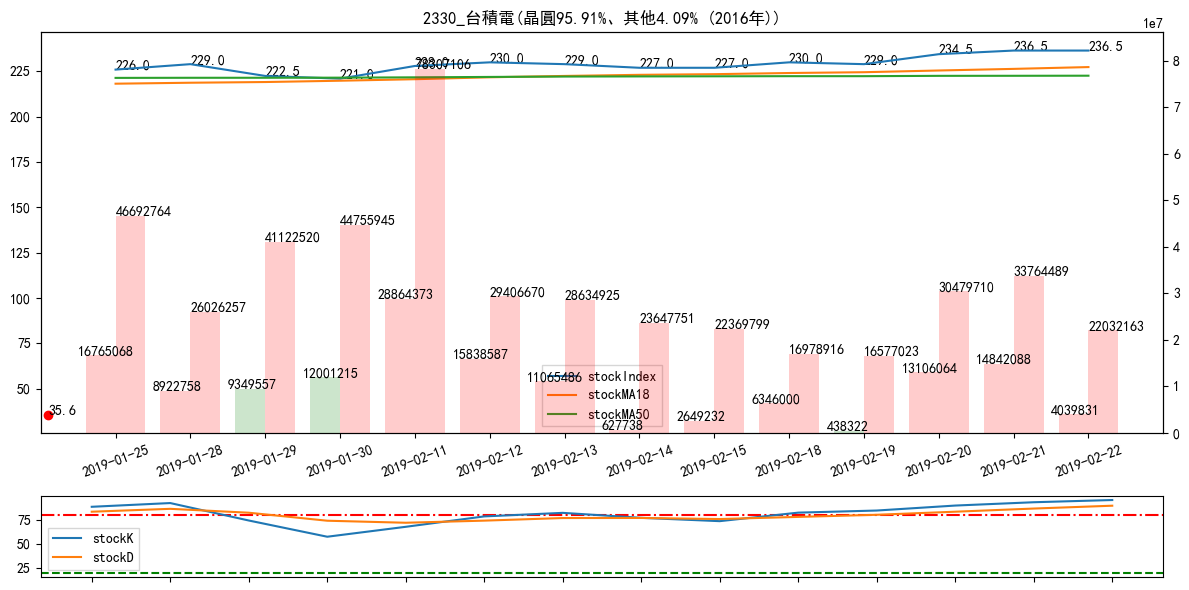 2330_台積電(晶圓95.91%、其他4.09% (2016年))
1e7
226.0 229.0 222.5 221.0 228.0 230.0 229.0 227.0 227.0 230.0 229.0 234.5 236.5 236.5
225
200
175
150
125
100
75
50
8
7
6
5
4
3
2
1
0
78307106
46692764 44755945
41122520
33764489
26026257 28864373 29406670 28634925 30479710
23647751 22369799 22032163
16765068 15838587 16978916 16577023
8922758 9349557 12001215 11065486 13106064 14842088
627738 2649232 6346000 438322 4039831
35.6
stockIndex
stockMA18
stockMA50
2019-01-25 2019-01-28 2019-01-29 2019-01-30 2019-02-11 2019-02-12 2019-02-13 2019-02-14 2019-02-15 2019-02-18 2019-02-19 2019-02-20 2019-02-21 2019-02-22
75
50
25
stockK
stockD